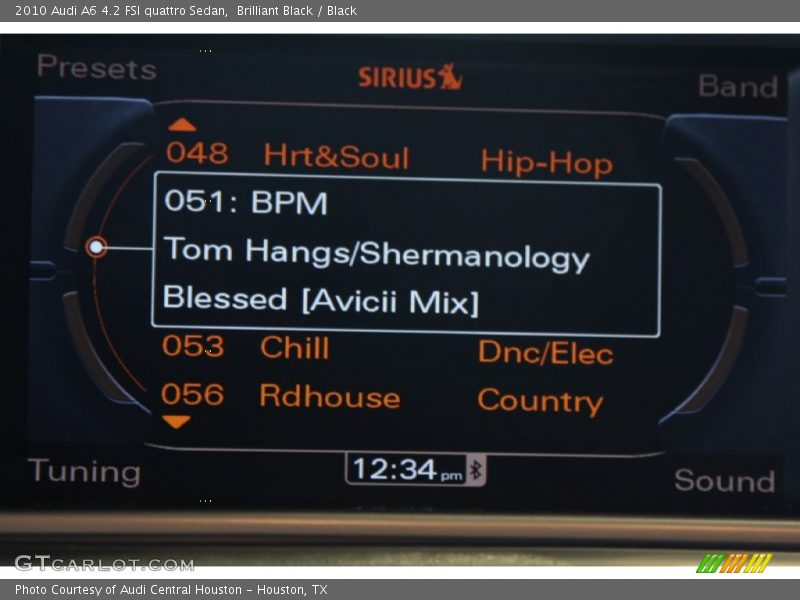 2010 Audi A6 4.2 FSI quattro Sedan,  Brilliant Black / Black
Presets
SIRIUS
Band
048 Hrt&Soul Hip-Hop
051: BPM
Tom Hangs/Shermanology
Blessed [Avicii Mix]
053 Chill Dnc/Elec
056 Rdhouse Country
Tuning
12:34 pm
Sound
GTCARLOT.COM
Photo Courtesy of Audi Central Houston – Houston, TX